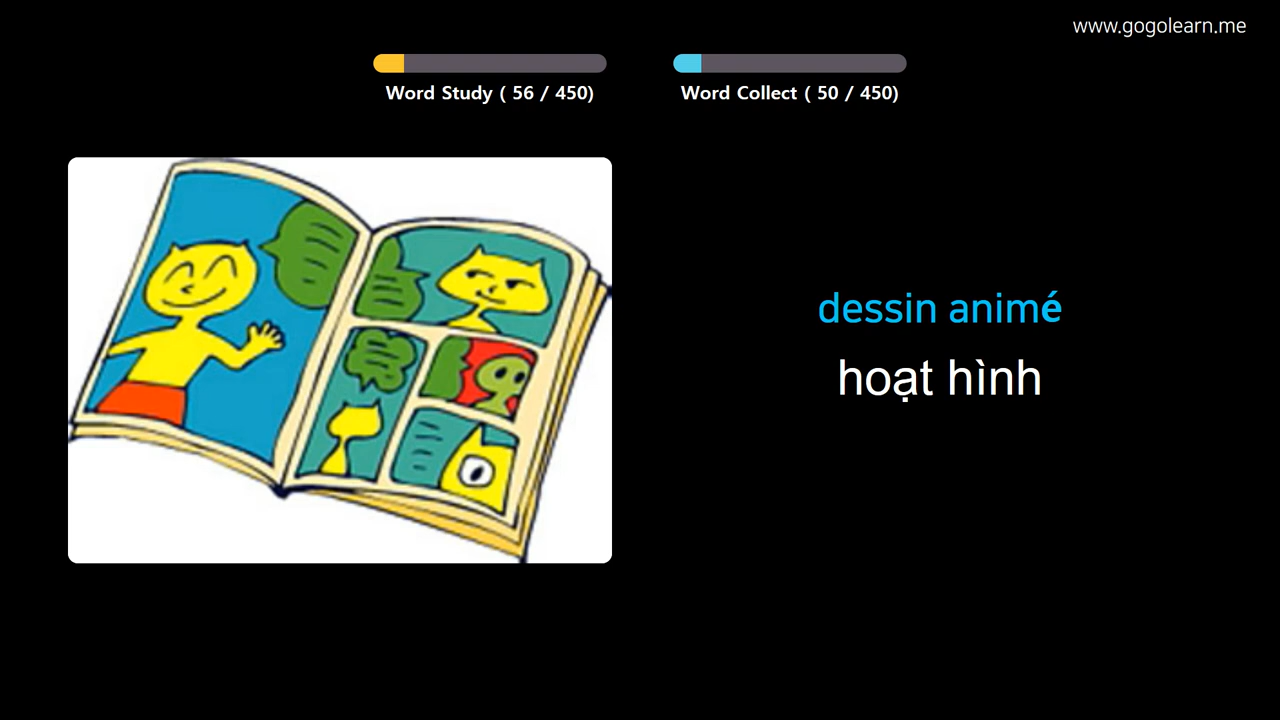 www.gogolearn.me
Word Study ( 56 / 450)
Word Collect ( 50 / 450)
dessin animé
hoạt hình